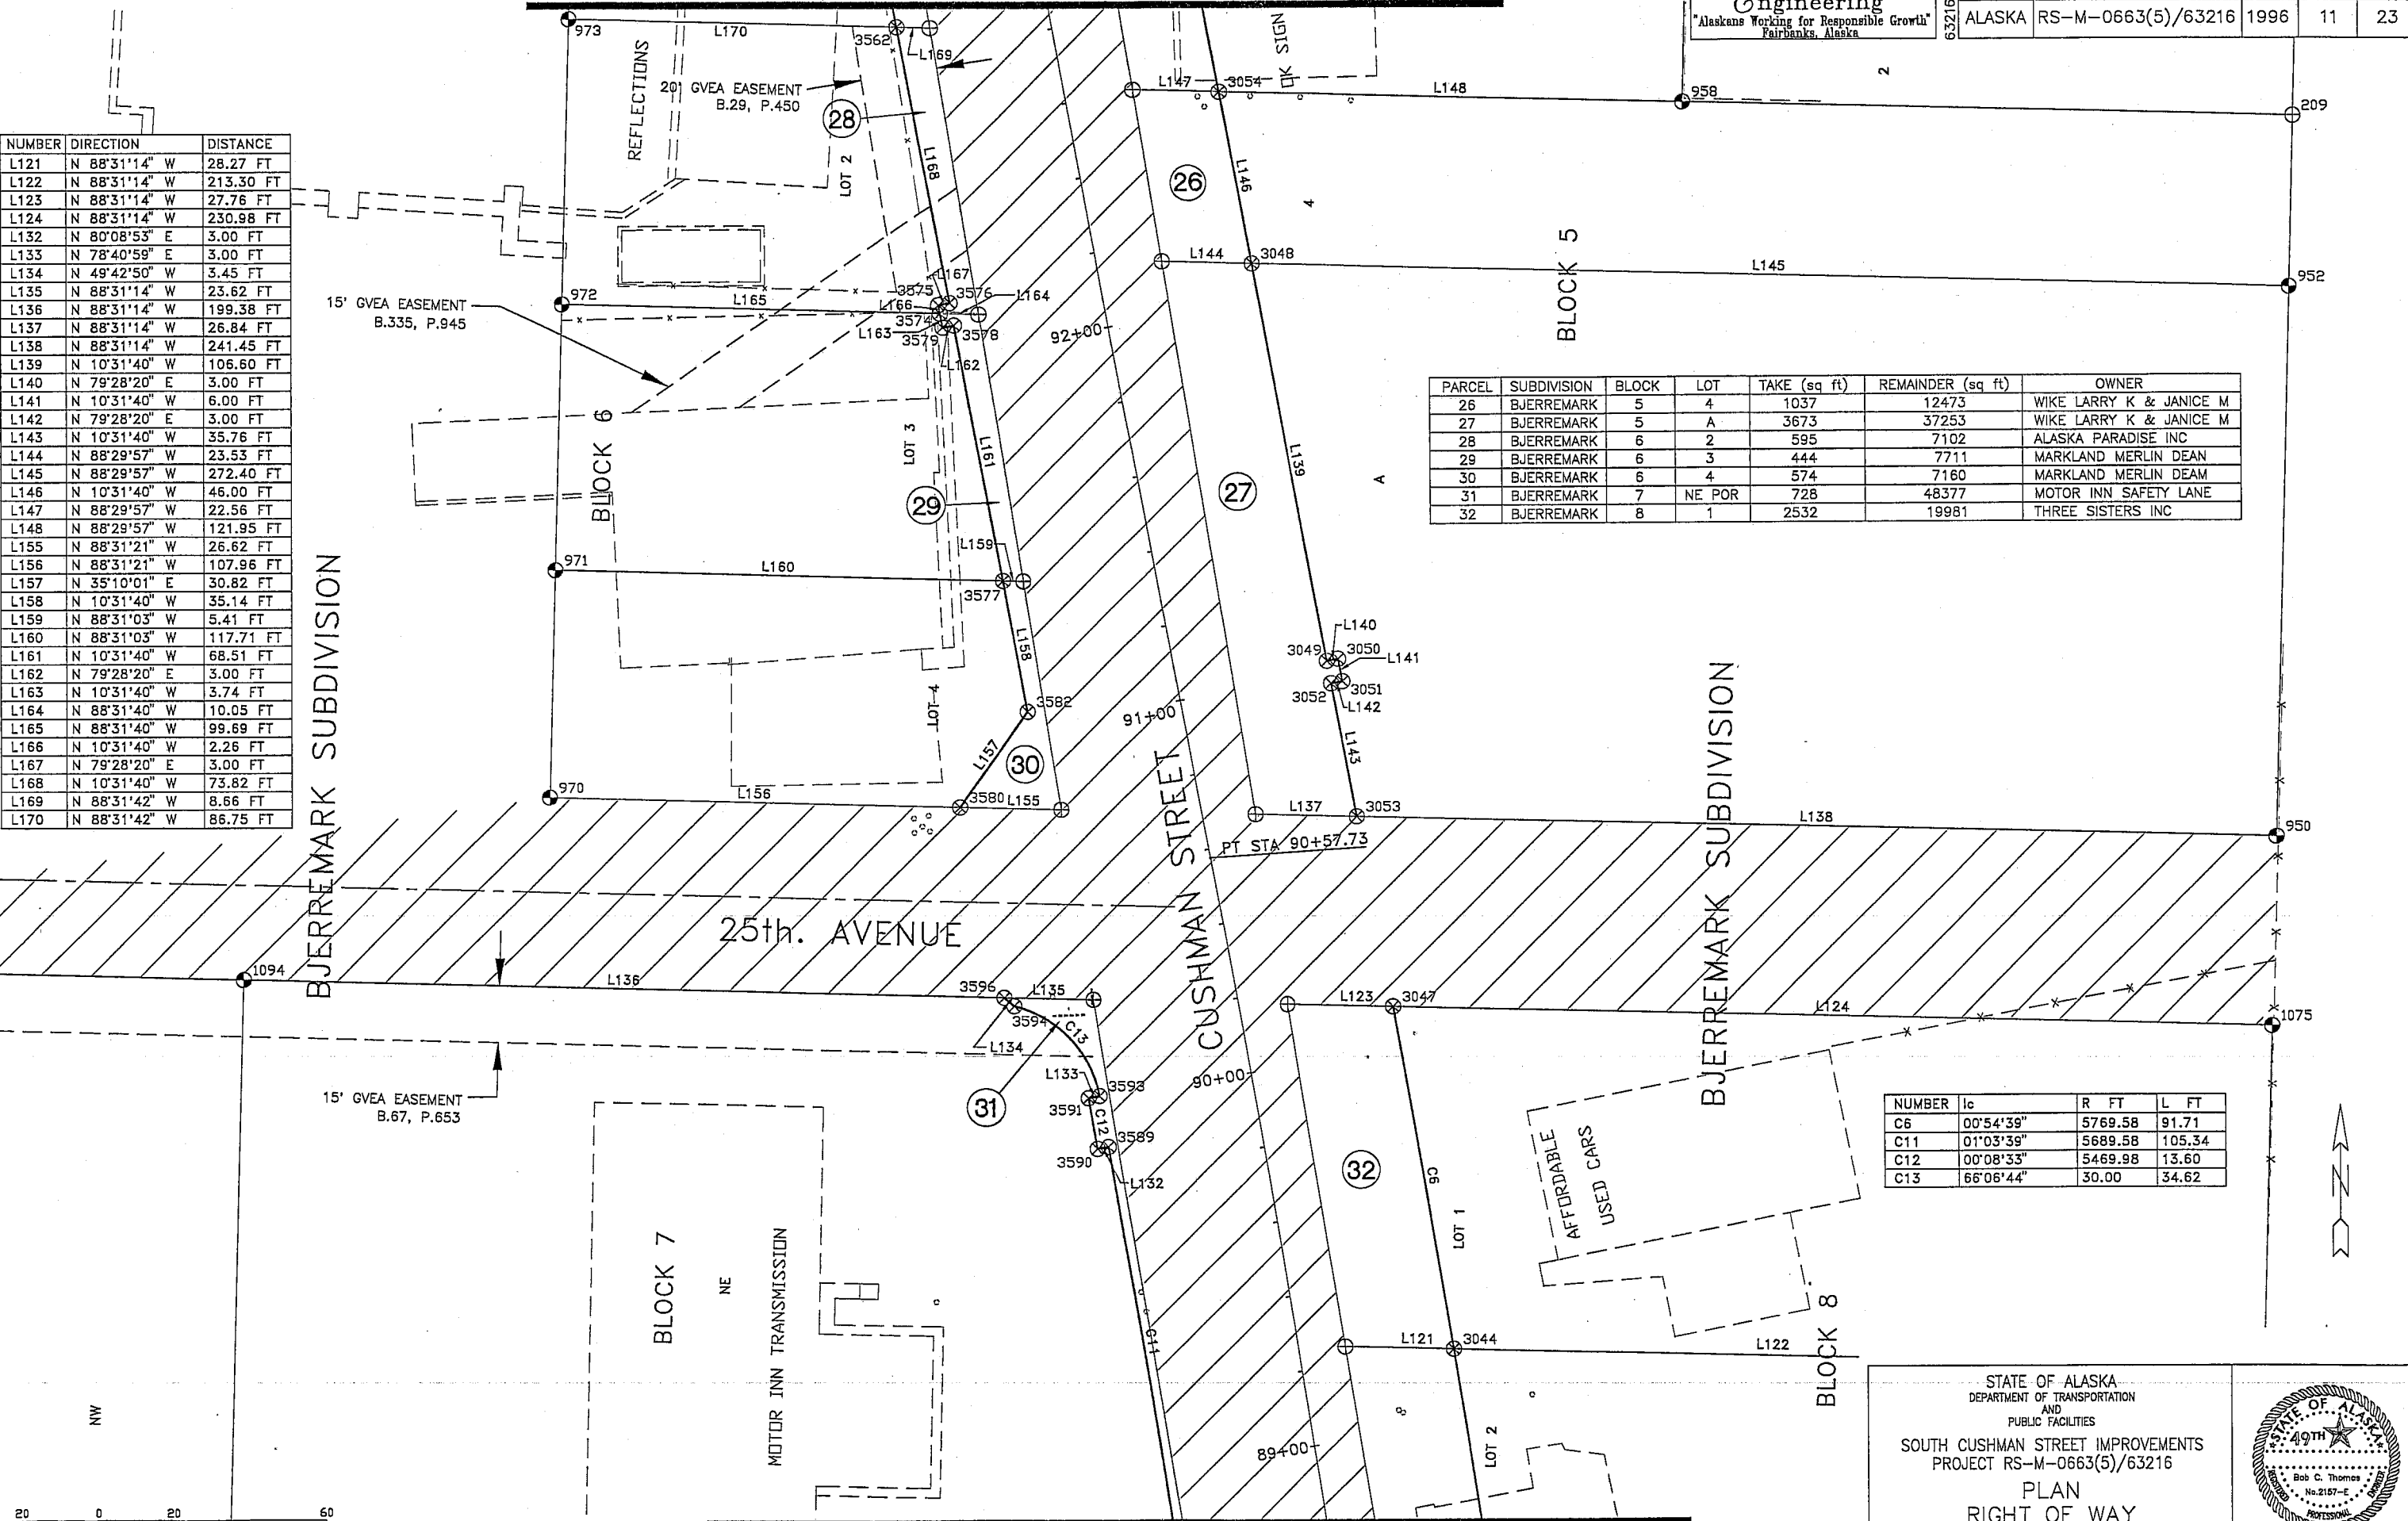 Engineering
"Alaskans Working for Responsible Growth"
Fairbanks, Alaska
63216
ALASKA RS-M-0663(5)/63216 1996 11 23
NUMBER DIRECTION DISTANCE
L121 N 88°31'14" W 28.27 FT
L122 N 88°31'14" W 213.30 FT
L123 N 88°31'14" W 27.76 FT
L124 N 88°31'14" W 230.98 FT
L132 N 80°08'53" E 3.00 FT
L133 N 78°40'59" E 3.00 FT
L134 N 49°42'50" W 3.45 FT
L135 N 88°31'14" W 23.62 FT
L136 N 88°31'14" W 199.38 FT
L137 N 88°31'14" W 26.84 FT
L138 N 88°31'14" W 241.45 FT
L139 N 10°31'40" W 106.60 FT
L140 N 79°28'20" E 3.00 FT
L141 N 10°31'40" W 6.00 FT
L142 N 79°28'20" E 3.00 FT
L143 N 10°31'40" W 35.76 FT
L144 N 88°29'57" W 23.53 FT
L145 N 88°29'57" W 272.40 FT
L146 N 10°31'40" W 46.00 FT
L147 N 88°29'57" W 22.56 FT
L148 N 88°29'57" W 121.95 FT
L155 N 88°31'21" W 26.62 FT
L156 N 88°31'21" W 107.96 FT
L157 N 35°10'01" E 30.82 FT
L158 N 10°31'40" W 35.14 FT
L159 N 88°31'03" W 5.41 FT
L160 N 88°31'03" W 117.71 FT
L161 N 10°31'40" W 68.51 FT
L162 N 79°28'20" E 3.00 FT
L163 N 10°31'40" W 3.74 FT
L164 N 88°31'40" W 10.05 FT
L165 N 88°31'40" W 99.69 FT
L166 N 10°31'40" W 2.26 FT
L167 N 79°28'20" E 3.00 FT
L168 N 10°31'40" W 73.82 FT
L169 N 88°31'42" W 8.66 FT
L170 N 88°31'42" W 86.75 FT
973
L170
3562
L169
REFLECTIONS
20' GVEA EASEMENT
B.29, P.450
28
LOT 2
L168
DK SIGN
L147
3054
L148
958
2
209
26
L146
4
L144
3048
L145
952
BLOCK 5
15' GVEA EASEMENT
B.335, P.945
972
L165
L167
3575
3576
L166
L164
3574
L163
3579
3578
L162
92+00
PARCEL SUBDIVISION BLOCK LOT TAKE (sq ft) REMAINDER (sq ft) OWNER
26 BJERREMARK 5 4 1037 12473 WIKE LARRY K & JANICE M
27 BJERREMARK 5 A 3673 37253 WIKE LARRY K & JANICE M
28 BJERREMARK 6 2 595 7102 ALASKA PARADISE INC
29 BJERREMARK 6 3 444 7711 MARKLAND MERLIN DEAN
30 BJERREMARK 6 4 574 7160 MARKLAND MERLIN DEAM
31 BJERREMARK 7 NE POR 728 48377 MOTOR INN SAFETY LANE
32 BJERREMARK 8 1 2532 19981 THREE SISTERS INC
BLOCK 6
LOT 3
L161
29
27
L139
A
971
L160
L159
3577
L158
L140
3049
3050
L141
3052
3051
L142
3582
LOT 4
91+00
L143
L157
30
970
L156
3580
L155
L137
3053
L138
950
PT STA 90+57.73
BJERREMARK SUBDIVISION
CUSHMAN STREET
BJERREMARK SUBDIVISION
25th. AVENUE
1094
L136
3596
L135
L123
3047
L124
1075
3594
C13
L134
15' GVEA EASEMENT
B.67, P.653
31
L133
3593
3591
C12
3589
3590
L132
90+00
32
C6
AFFORDABLE
USED CARS
NUMBER lc R FT L FT
C6 00°54'39" 5769.58 91.71
C11 01°03'39" 5689.58 105.34
C12 00°08'33" 5469.98 13.60
C13 66°06'44" 30.00 34.62
N
BLOCK 7
NE
MOTOR INN TRANSMISSION
C11
LOT 1
L121
3044
L122
BLOCK 8
LOT 2
89+00
NW
20 0 20 60
STATE OF ALASKA
DEPARTMENT OF TRANSPORTATION
AND
PUBLIC FACILITIES
SOUTH CUSHMAN STREET IMPROVEMENTS
PROJECT RS-M-0663(5)/63216
PLAN
RIGHT OF WAY
STATE OF ALASKA
49TH
Bob C. Thomas
No.2157-E
REGISTERED
PROFESSIONAL
ENGINEER